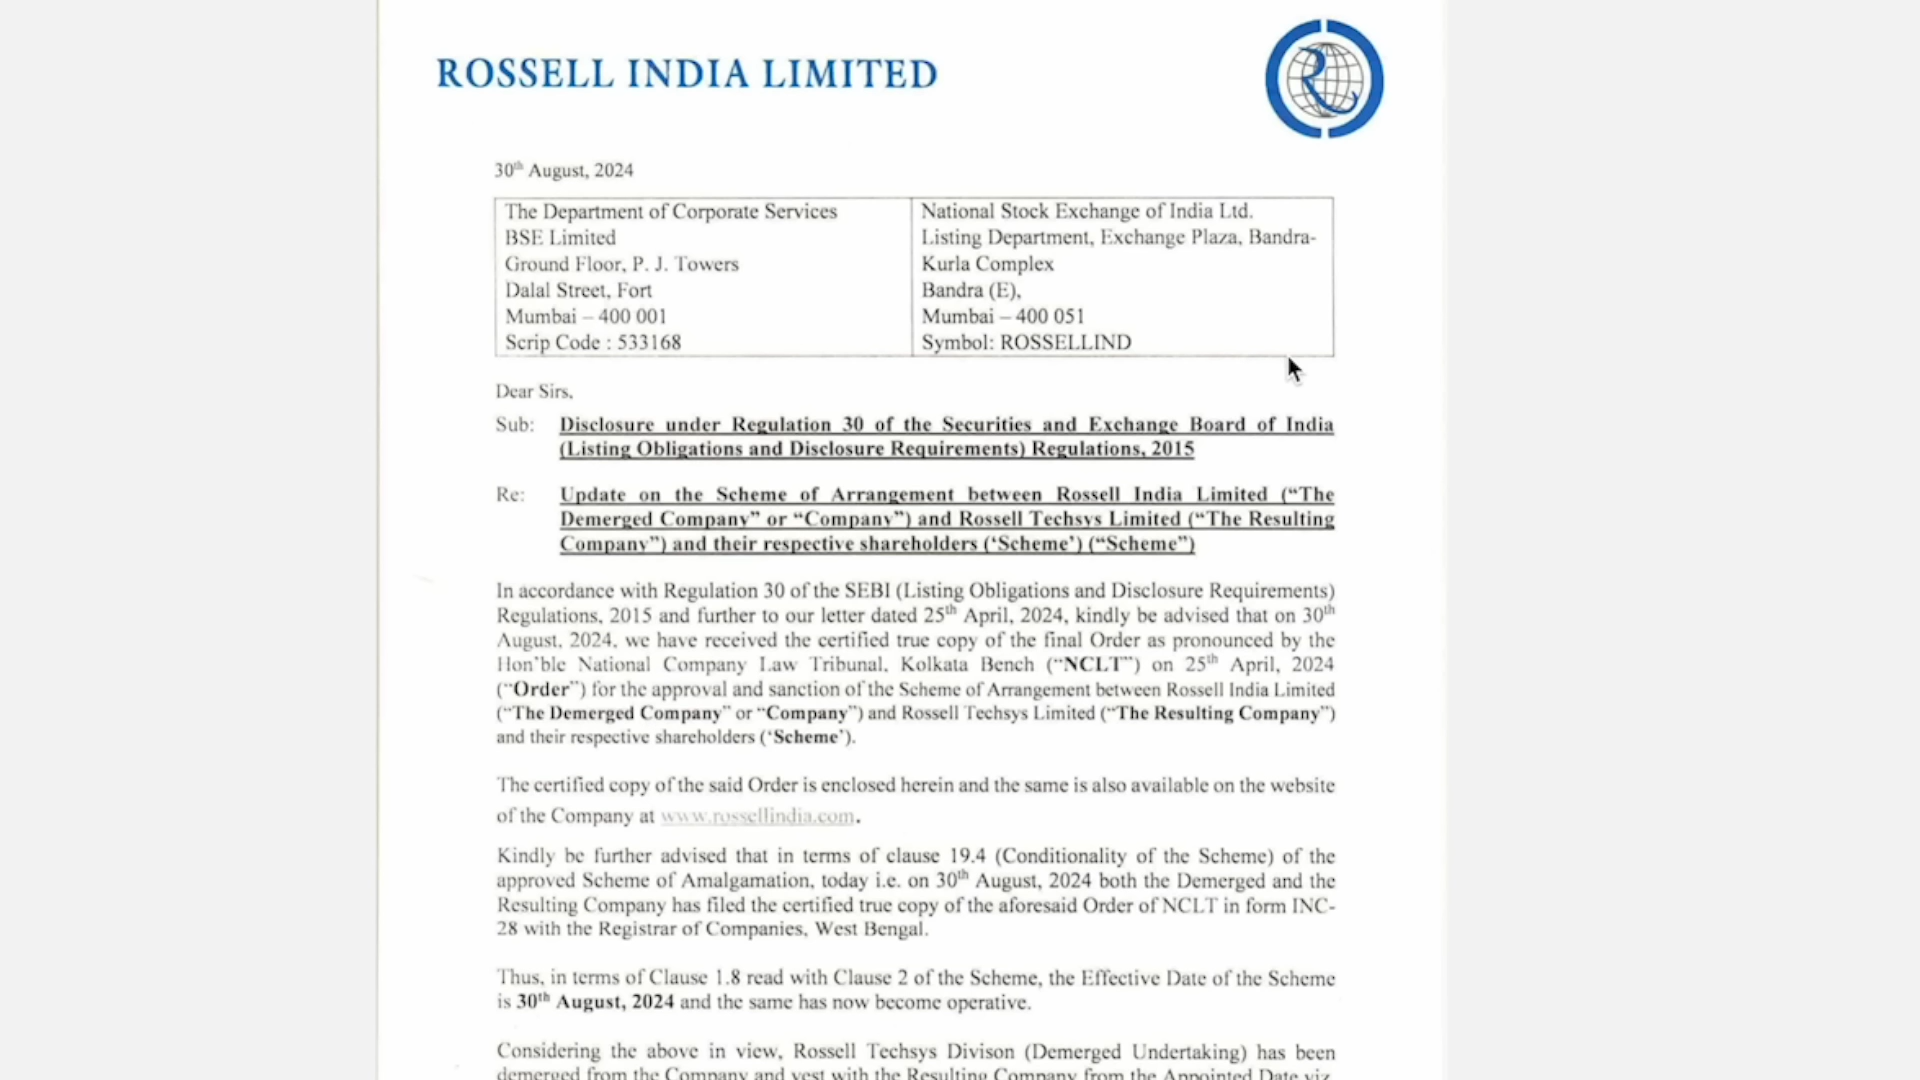 ROSSELL INDIA LIMITED
30th August, 2024
The Department of Corporate Services
BSE Limited
Ground Floor, P. J. Towers
Dalal Street, Fort
Mumbai – 400 001
Scrip Code : 533168
National Stock Exchange of India Ltd.
Listing Department, Exchange Plaza, Bandra-
Kurla Complex
Bandra (E),
Mumbai – 400 051
Symbol: ROSSELLIND
Dear Sirs,
Sub: Disclosure under Regulation 30 of the Securities and Exchange Board of India
(Listing Obligations and Disclosure Requirements) Regulations, 2015
Re: Update on the Scheme of Arrangement between Rossell India Limited (“The
Demerged Company” or “Company”) and Rossell Techsys Limited (“The Resulting
Company”) and their respective shareholders (‘Scheme’) (“Scheme”)
In accordance with Regulation 30 of the SEBI (Listing Obligations and Disclosure Requirements)
Regulations, 2015 and further to our letter dated 25th April, 2024, kindly be advised that on 30th
August, 2024, we have received the certified true copy of the final Order as pronounced by the
Hon’ble National Company Law Tribunal, Kolkata Bench (“NCLT”) on 25th April, 2024
(“Order”) for the approval and sanction of the Scheme of Arrangement between Rossell India Limited
(“The Demerged Company” or “Company”) and Rossell Techsys Limited (“The Resulting Company”)
and their respective shareholders (‘Scheme’).
The certified copy of the said Order is enclosed herein and the same is also available on the website
of the Company at www.rossellindia.com.
Kindly be further advised that in terms of clause 19.4 (Conditionality of the Scheme) of the
approved Scheme of Amalgamation, today i.e. on 30th August, 2024 both the Demerged and the
Resulting Company has filed the certified true copy of the aforesaid Order of NCLT in form INC-
28 with the Registrar of Companies, West Bengal.
Thus, in terms of Clause 1.8 read with Clause 2 of the Scheme, the Effective Date of the Scheme
is 30th August, 2024 and the same has now become operative.
Considering the above in view, Rossell Techsys Divison (Demerged Undertaking) has been
demerged from the Company and vest with the Resulting Company from the Appointed Date viz.